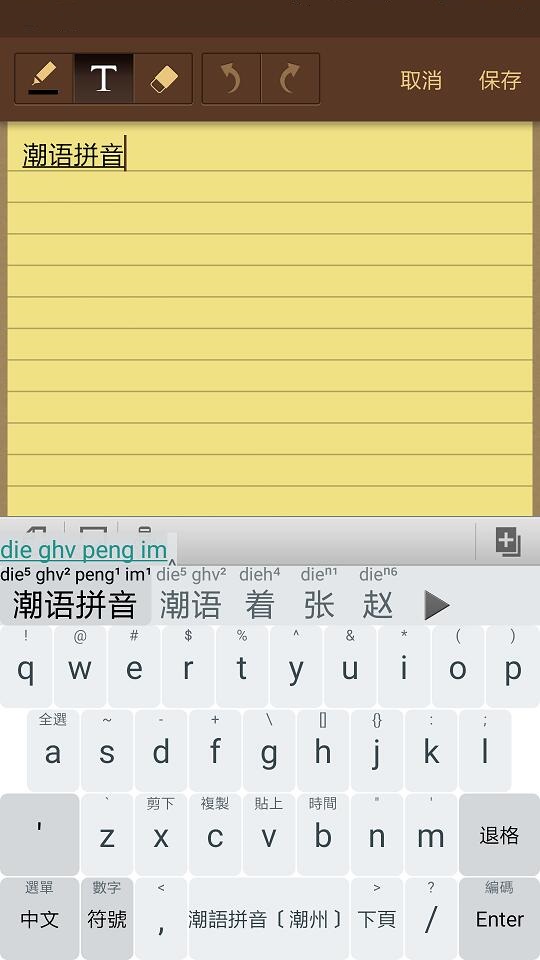 T 取消 保存
潮语拼音
die ghv peng im
die⁵ ghv² peng¹ im¹ die⁵ ghv² dieh⁴ dieⁿ¹ dieⁿ⁶
潮语拼音 潮语 着 张 赵
! @ # $ % ^ & * ( )
q w e r t y u i o p
全選 ~ - + \ [] {} : ;
a s d f g h j k l
` 剪下 複製 貼上 時間 " '
' z x c v b n m 退格
選單 數字 < > ? 編碼
中文 符號 , 潮語拼音〔潮州〕 下頁 / Enter